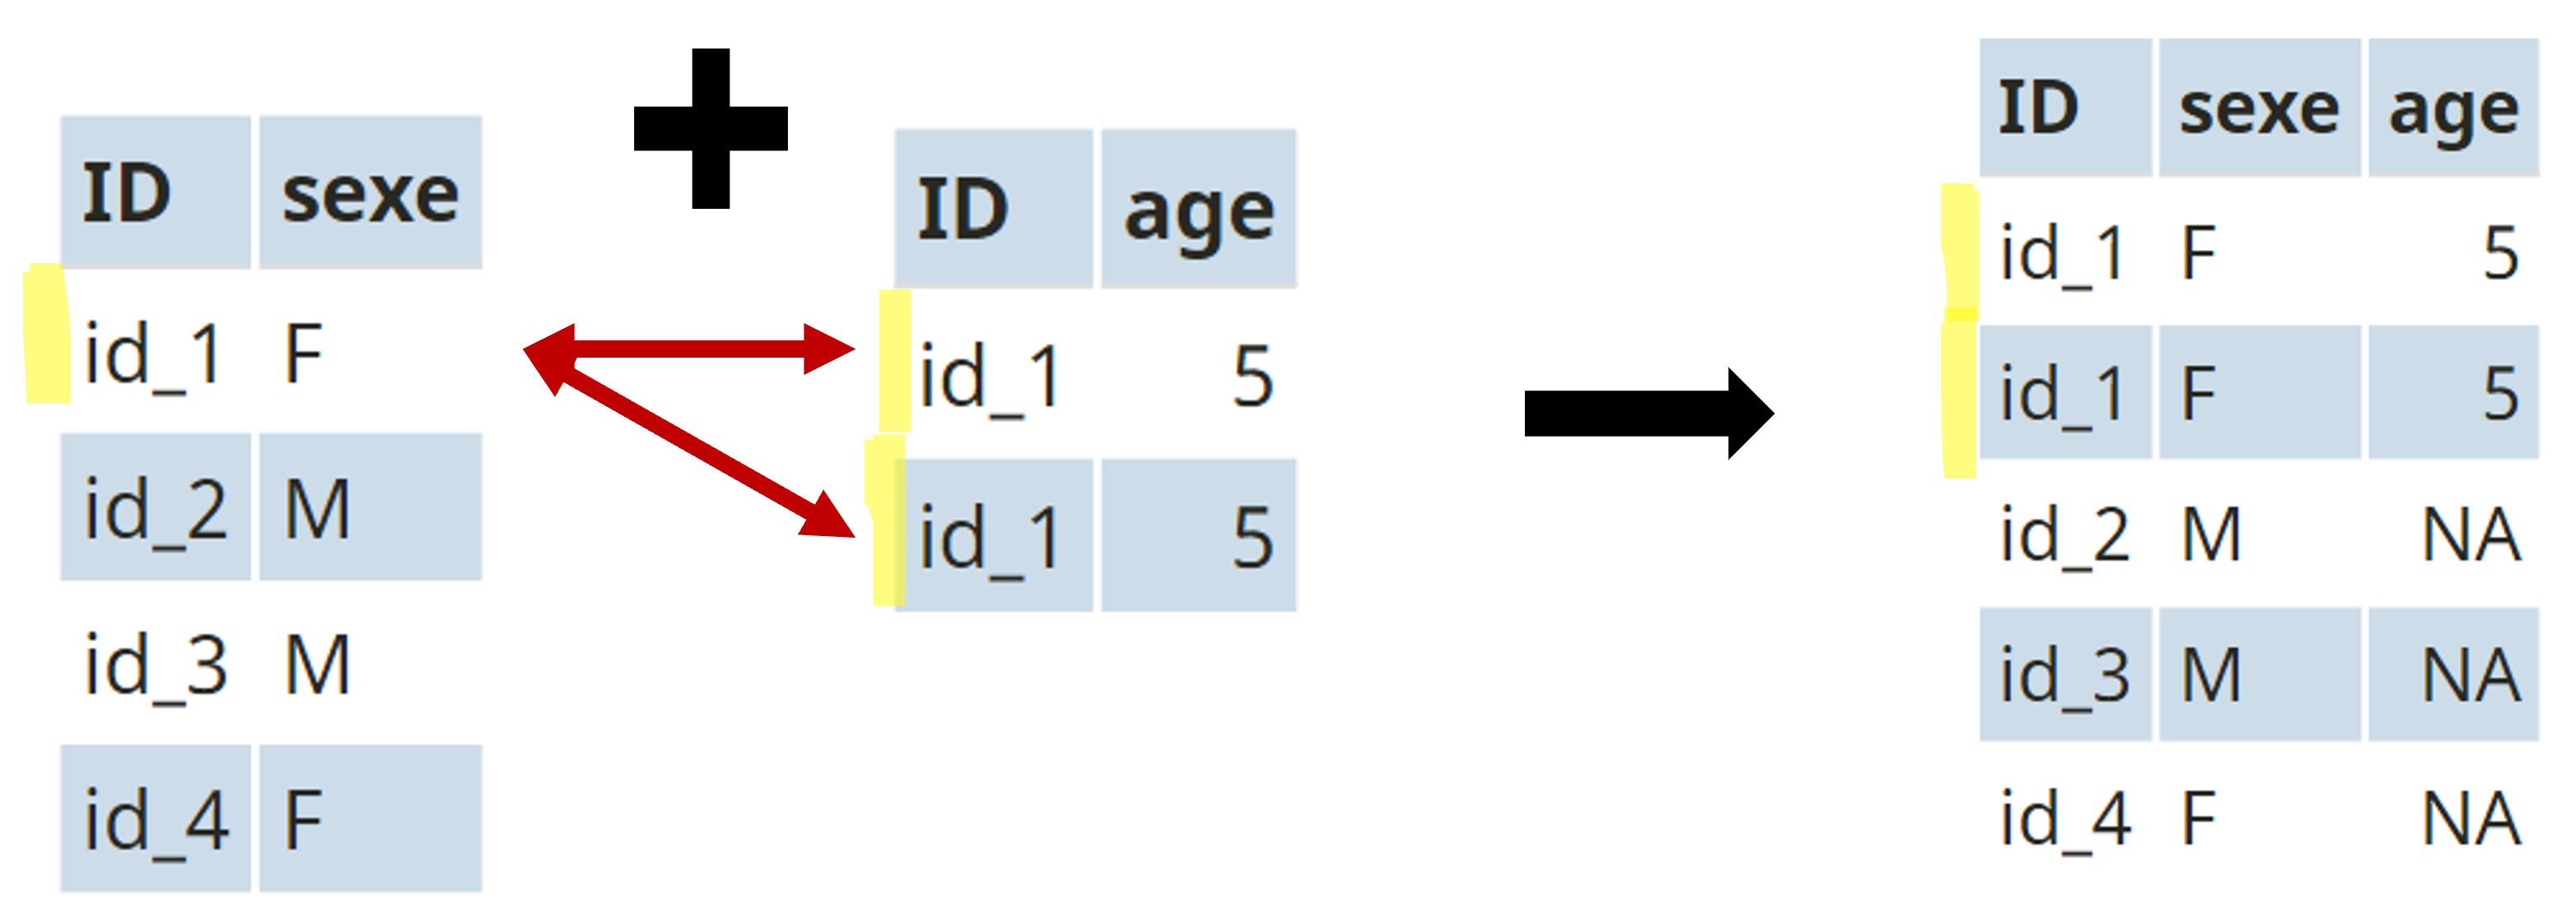 ID sexe
id_1 F
id_2 M
id_3 M
id_4 F
ID age
id_1 5
id_1 5
ID sexe age
id_1 F 5
id_1 F 5
id_2 M NA
id_3 M NA
id_4 F NA